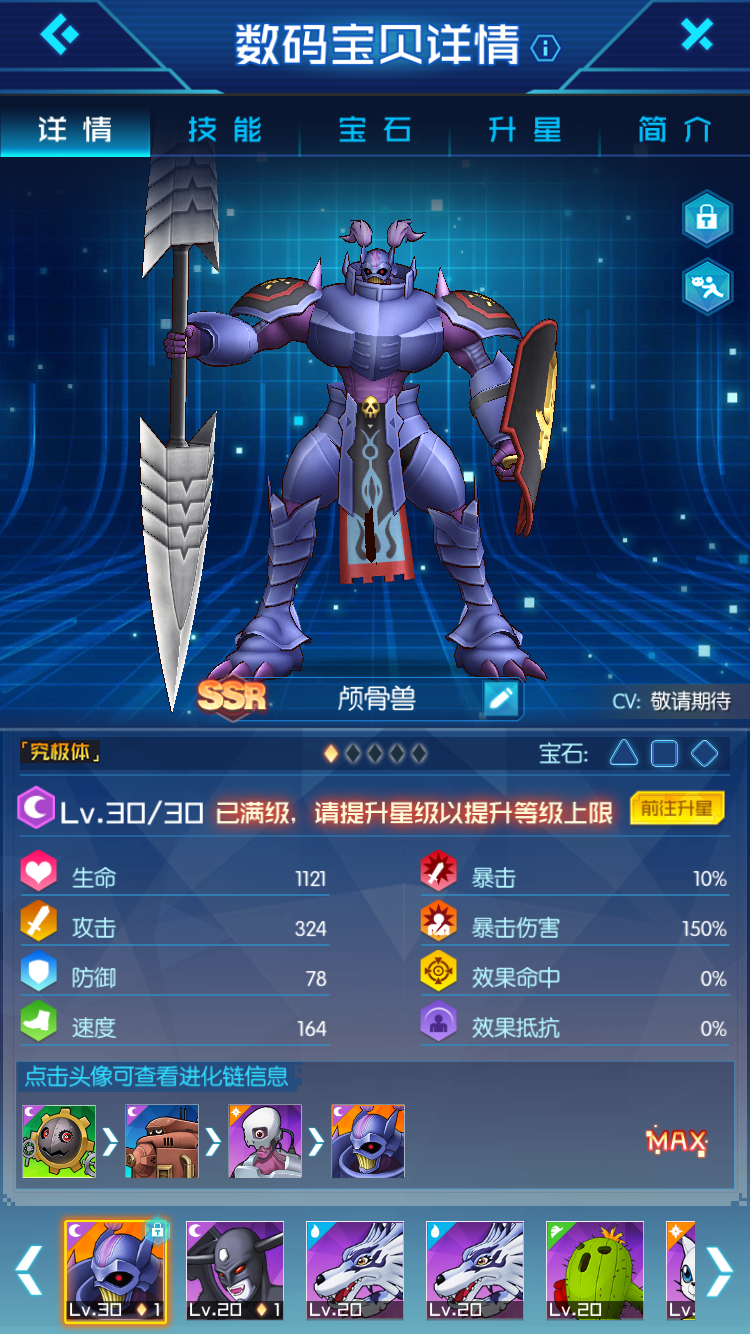 数码宝贝详情
详情 技能 宝石 升星 简介
SSR 颅骨兽 CV: 敬请期待
「究极体」 宝石:
Lv.30/30 已满级，请提升星级以提升等级上限 前往升星
生命 1121 暴击 10%
攻击 324 暴击伤害 150%
防御 78 效果命中 0%
速度 164 效果抵抗 0%
点击头像可查看进化链信息
MAX
Lv.30 1 Lv.20 1 Lv.20 Lv.20 Lv.20 Lv.